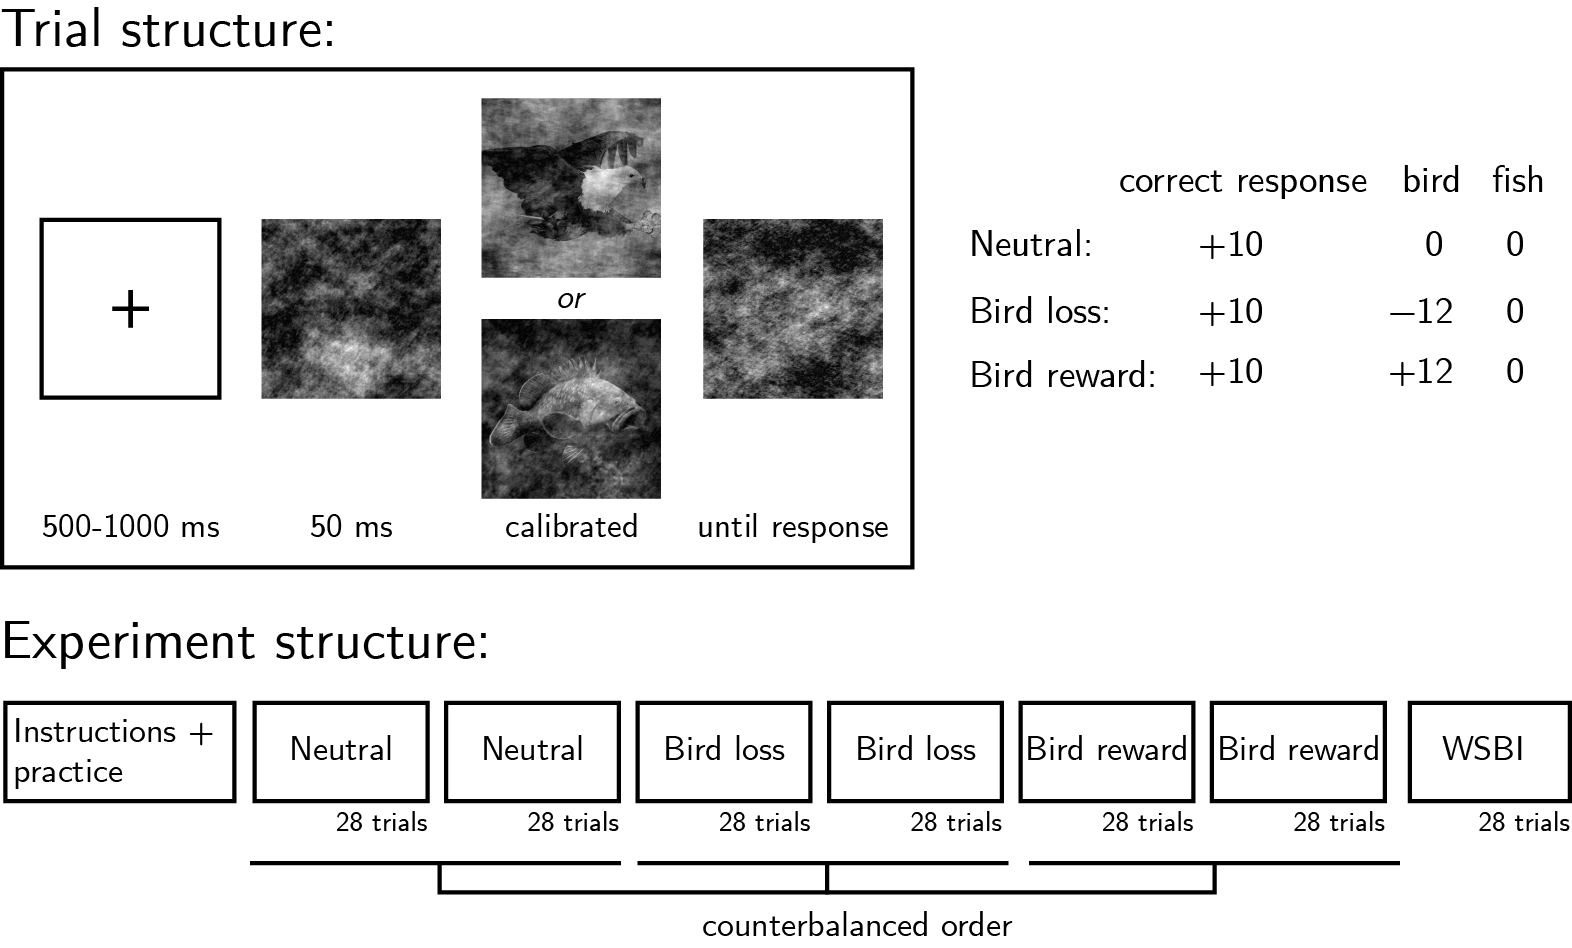 Trial structure:
+
or
500-1000 ms 50 ms calibrated until response
correct response bird fish
Neutral: +10 0 0
Bird loss: +10 −12 0
Bird reward: +10 +12 0
Experiment structure:
Instructions +
practice
Neutral Neutral Bird loss Bird loss Bird reward Bird reward WSBI
28 trials 28 trials 28 trials 28 trials 28 trials 28 trials 28 trials
counterbalanced order